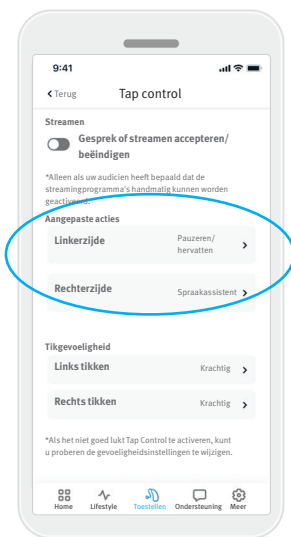 9:41
Terug Tap control
Streamen
Gesprek of streamen accepteren/
beëindigen
*Alleen als uw audicien heeft bepaald dat de
streamingprogramma's handmatig kunnen worden
geactiveerd.
Aangepaste acties
Linkerzijde Pauzeren/
hervatten
Rechterzijde Spraakassistent
Tikgevoeligheid
Links tikken Krachtig
Rechts tikken Krachtig
*Als het niet goed lukt Tap Control te activeren, kunt
u proberen de gevoeligheidsinstellingen te wijzigen.
Home Lifestyle Toestellen Ondersteuning Meer